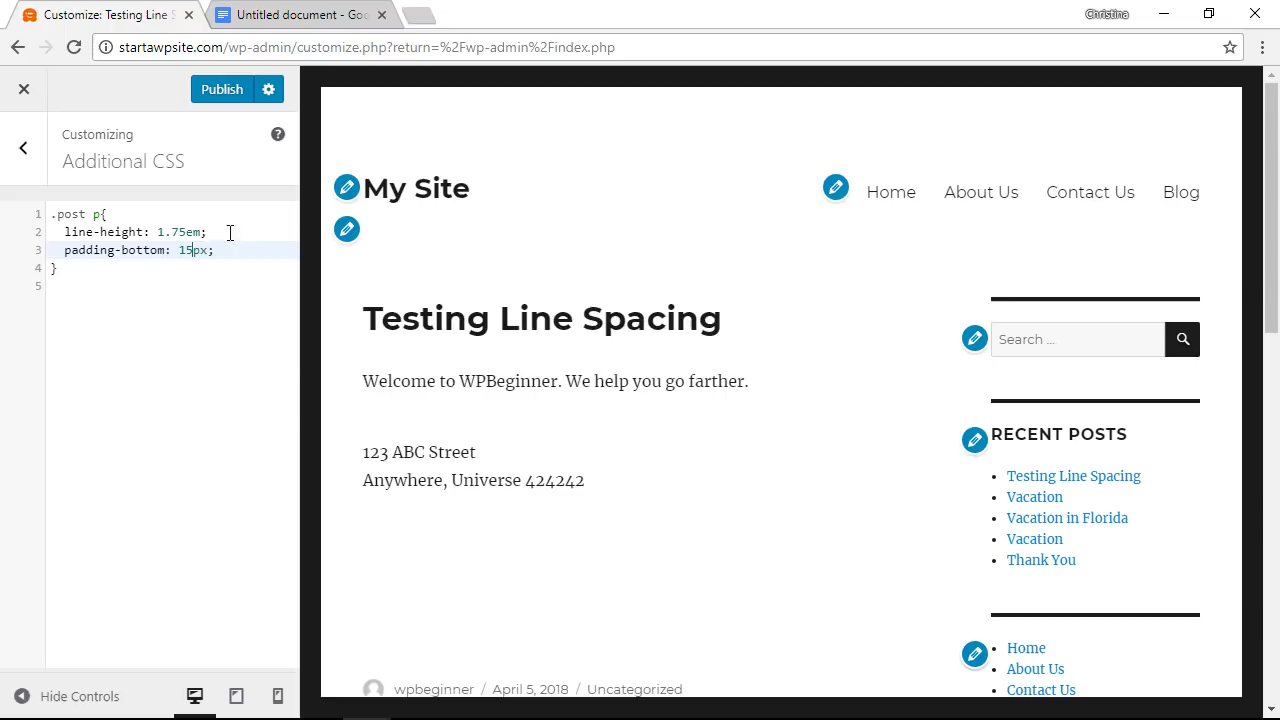 Customize: Testing Line S
Untitled document - Goo
Christina
startawpsite.com/wp-admin/customize.php?return=%2Fwp-admin%2Findex.php
Publish
Customizing
Additional CSS
1 .post p{
2 line-height: 1.75em;
3 padding-bottom: 15px;
4 }
5
Hide Controls
My Site
Home About Us Contact Us Blog
Testing Line Spacing
Welcome to WPBeginner. We help you go farther.
123 ABC Street
Anywhere, Universe 424242
wpbeginner / April 5, 2018 / Uncategorized
Search ...
RECENT POSTS
Testing Line Spacing
Vacation
Vacation in Florida
Vacation
Thank You
Home
About Us
Contact Us